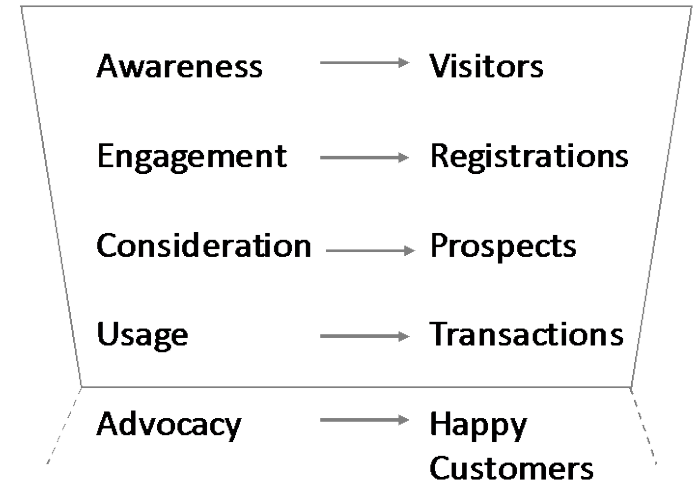 Awareness Visitors
Engagement Registrations
Consideration Prospects
Usage Transactions
Advocacy Happy
Customers